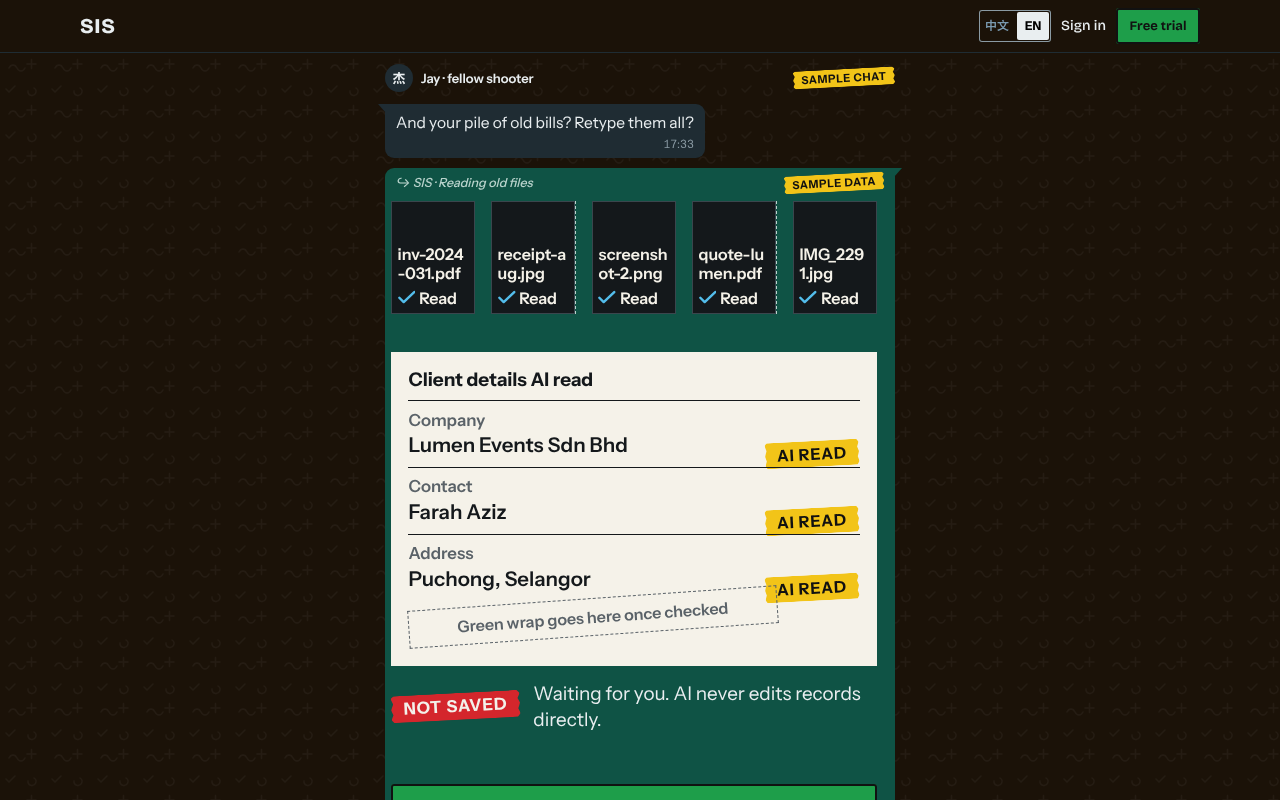 SIS
中文 EN Sign in Free trial
杰 Jay · fellow shooter SAMPLE CHAT
And your pile of old bills? Retype them all?
17:33
↪ SIS · Reading old files SAMPLE DATA
inv-2024
-031.pdf
Read
receipt-a
ug.jpg
Read
screensh
ot-2.png
Read
quote-lu
men.pdf
Read
IMG_229
1.jpg
Read
Client details AI read
Company
Lumen Events Sdn Bhd
AI READ
Contact
Farah Aziz
AI READ
Address
Puchong, Selangor
AI READ
Green wrap goes here once checked
NOT SAVED
Waiting for you. AI never edits records
directly.